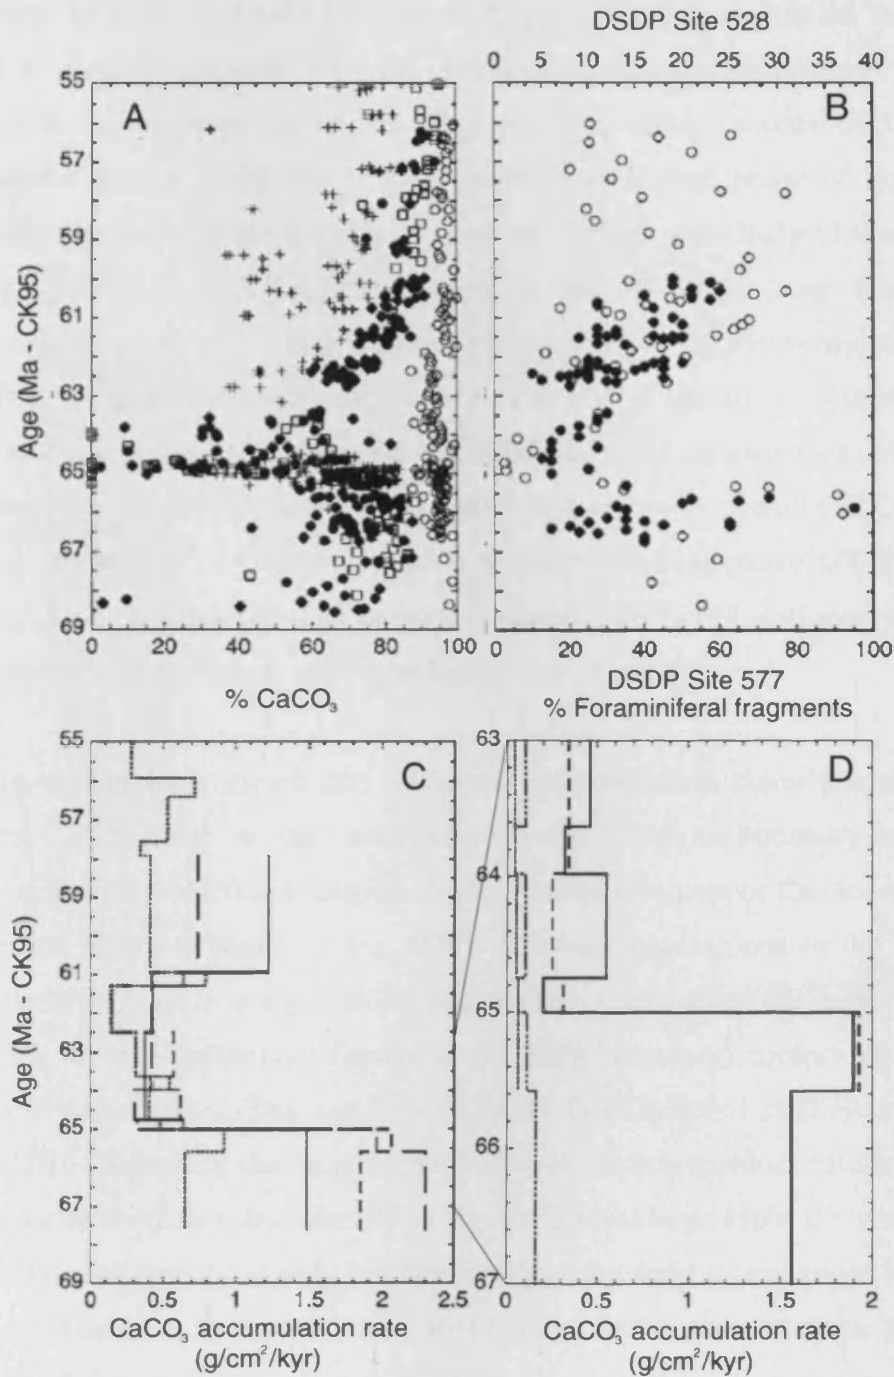 DSDP Site 528
0 5 10 15 20 25 30 35 40
A
B
55
57
59
61
63
65
67
69
Age (Ma CK95)
0 20 40 60 80 100
0 20 40 60 80 100
% CaCO₃
DSDP Site 577
% Foraminiferal fragments
C
D
55
57
59
61
63
65
67
69
Age (Ma - CK95)
63
64
65
66
67
0 0.5 1 1.5 2 2.5
0 0.5 1 1.5 2
CaCO₃ accumulation rate
(g/cm²/kyr)
CaCO₃ accumulation rate
(g/cm²/kyr)